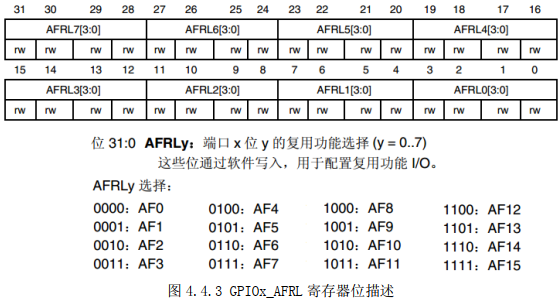 31 30 29 28 27 26 25 24 23 22 21 20 19 18 17 16
AFRL7[3:0] AFRL6[3:0] AFRL5[3:0] AFRL4[3:0]
rw rw rw rw rw rw rw rw rw rw rw rw rw rw rw rw
15 14 13 12 11 10 9 8 7 6 5 4 3 2 1 0
AFRL3[3:0] AFRL2[3:0] AFRL1[3:0] AFRL0[3:0]
rw rw rw rw rw rw rw rw rw rw rw rw rw rw rw rw
位 31:0 AFRLy：端口 x 位 y 的复用功能选择 (y = 0..7)
这些位通过软件写入，用于配置复用功能 I/O。
AFRLy 选择：
0000：AF0 0100：AF4 1000：AF8 1100：AF12
0001：AF1 0101：AF5 1001：AF9 1101：AF13
0010：AF2 0110：AF6 1010：AF10 1110：AF14
0011：AF3 0111：AF7 1011：AF11 1111：AF15
图 4.4.3 GPIOx_AFRL 寄存器位描述